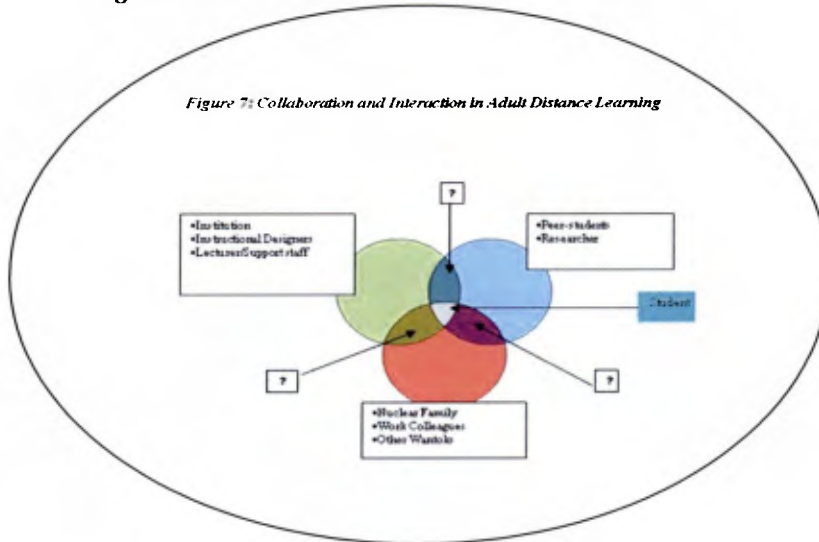 Figure 7: Collaboration and Interaction in Adult Distance Learning
?
•Institution
•Instructional Designers
•Lecturer/Support staff
•Peer-students
•Researcher
Student
?
?
•Nuclear Family
•Work Colleagues
•Other Wantoks